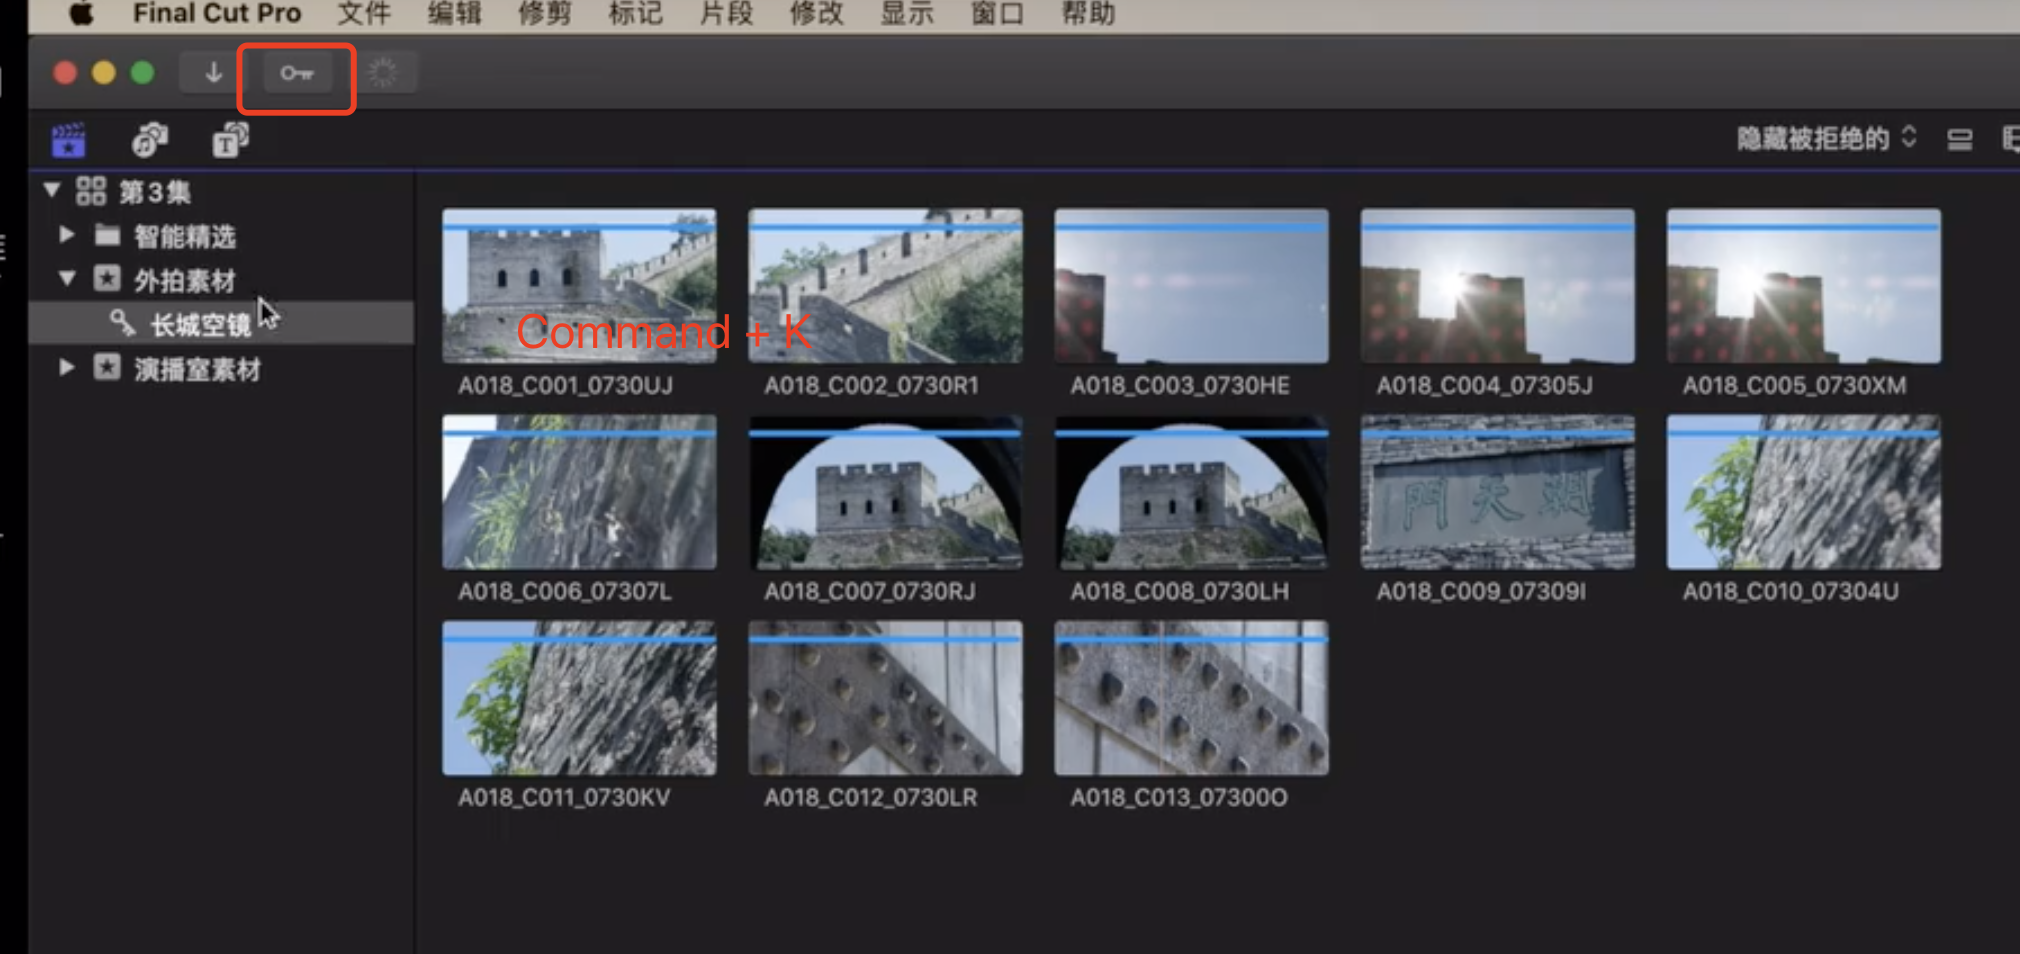 Final Cut Pro 文件 编辑 修剪 标记 片段 修改 显示 窗口 帮助
隐藏被拒绝的
第3集
智能精选
外拍素材
长城空镜
演播室素材
Command + K
A018_C001_0730UJ A018_C002_0730R1 A018_C003_0730HE A018_C004_07305J A018_C005_0730XM
門天朝
A018_C006_07307L A018_C007_0730RJ A018_C008_0730LH A018_C009_07309I A018_C010_07304U
A018_C011_0730KV A018_C012_0730LR A018_C013_07300O